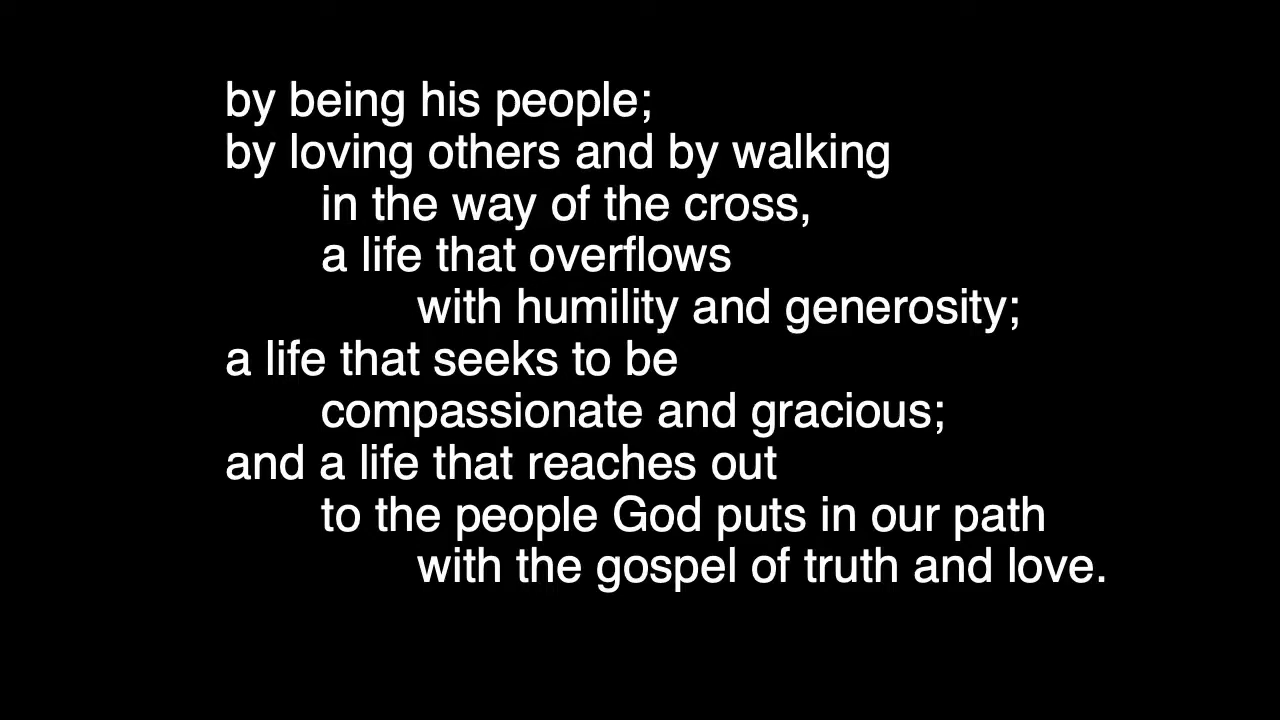 by being his people;
by loving others and by walking
in the way of the cross,
a life that overflows
with humility and generosity;
a life that seeks to be
compassionate and gracious;
and a life that reaches out
to the people God puts in our path
with the gospel of truth and love.